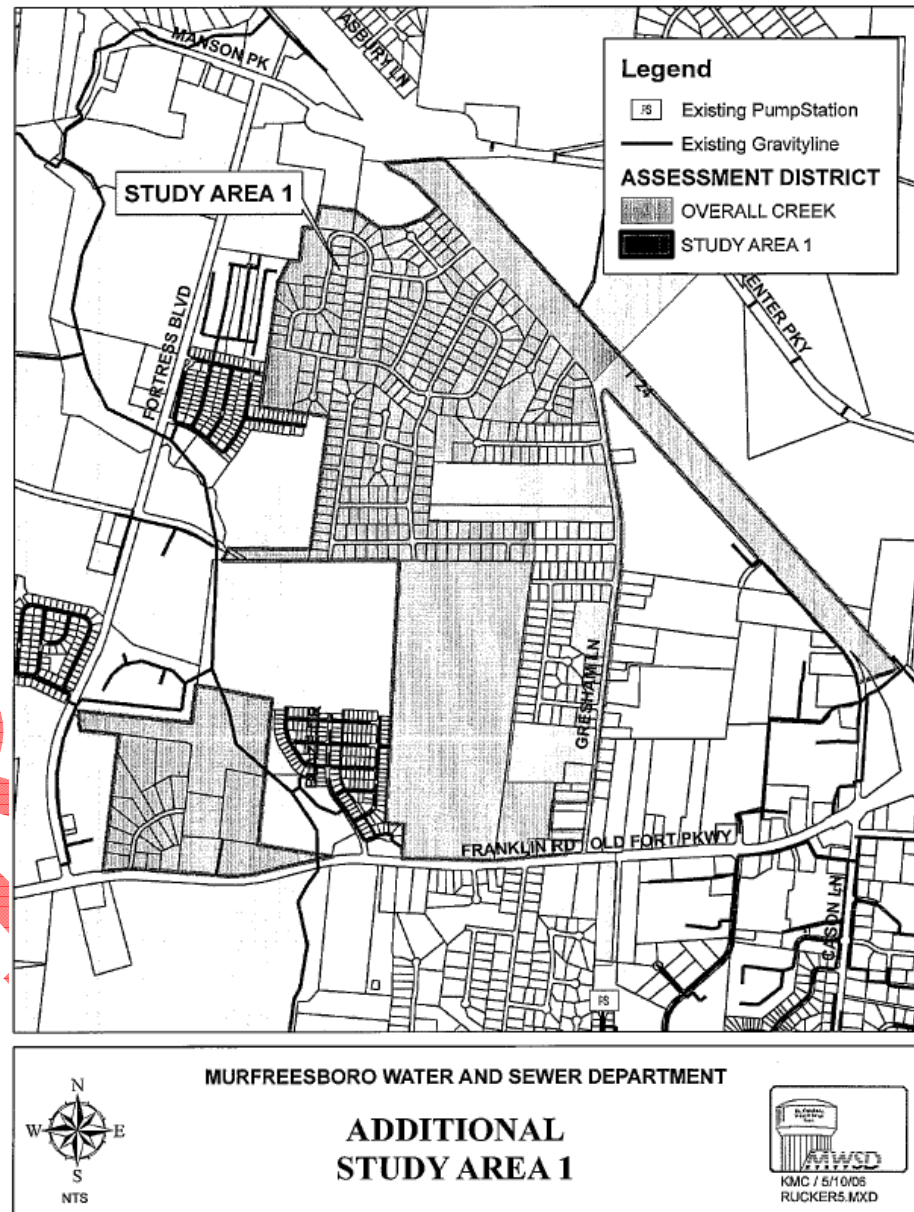 MANSON PK
ASBURY LN
Legend
PS Existing PumpStation
Existing Gravityline
ASSESSMENT DISTRICT
OVERALL CREEK
STUDY AREA 1
STUDY AREA 1
ENTER PKY
FORTRESS BLVD
I 24
GRESHAM LN
FRANKLIN RD OLD FORT PKWY
CASON LN
PS
MURFREESBORO WATER AND SEWER DEPARTMENT
ADDITIONAL
STUDY AREA 1
N
W E
S
NTS
MWSD
KMC / 5/10/06
RUCKER5.MXD